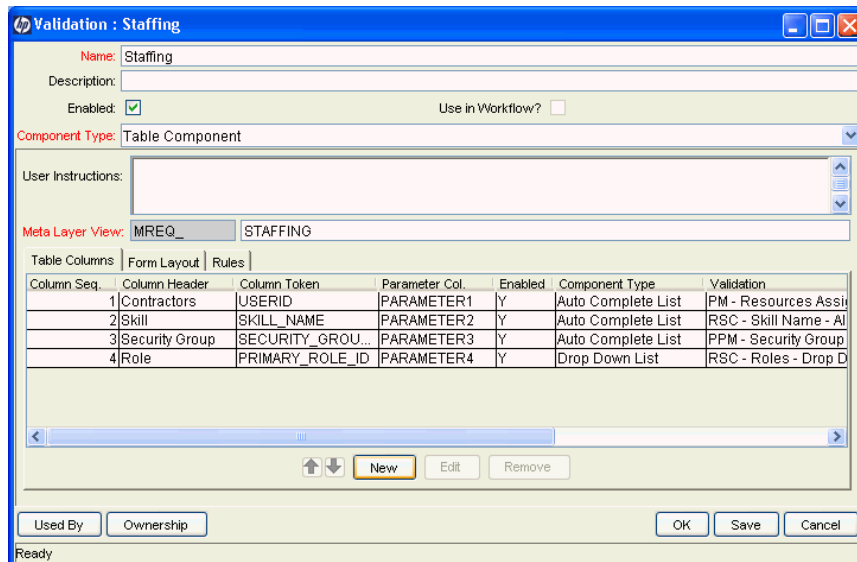 hp Validation : Staffing
Name: Staffing
Description:
Enabled: Use in Workflow?
Component Type: Table Component
User Instructions:
Meta Layer View: MREQ_ STAFFING
Table Columns Form Layout Rules
Column Seq. Column Header Column Token Parameter Col. Enabled Component Type Validation
1 Contractors USERID PARAMETER1 Y Auto Complete List PM - Resources Assig
2 Skill SKILL_NAME PARAMETER2 Y Auto Complete List RSC - Skill Name - Al
3 Security Group SECURITY_GROU... PARAMETER3 Y Auto Complete List PPM - Security Group
4 Role PRIMARY_ROLE_ID PARAMETER4 Y Drop Down List RSC - Roles - Drop D
New Edit Remove
Used By Ownership OK Save Cancel
Ready